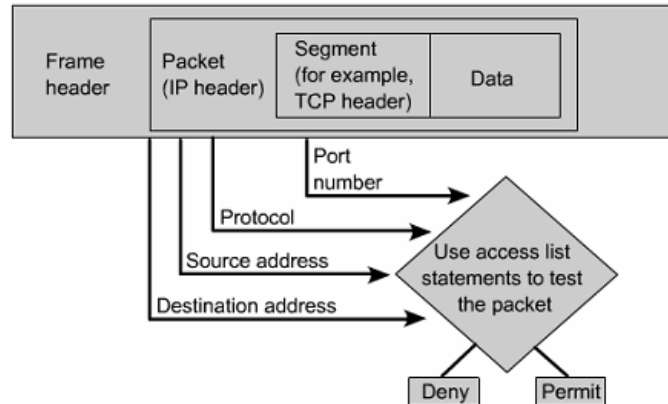 Frame
header
Packet
(IP header)
Segment
(for example,
TCP header)
Data
Port
number
Protocol
Source address
Destination address
Use access list
statements to test
the packet
Deny
Permit